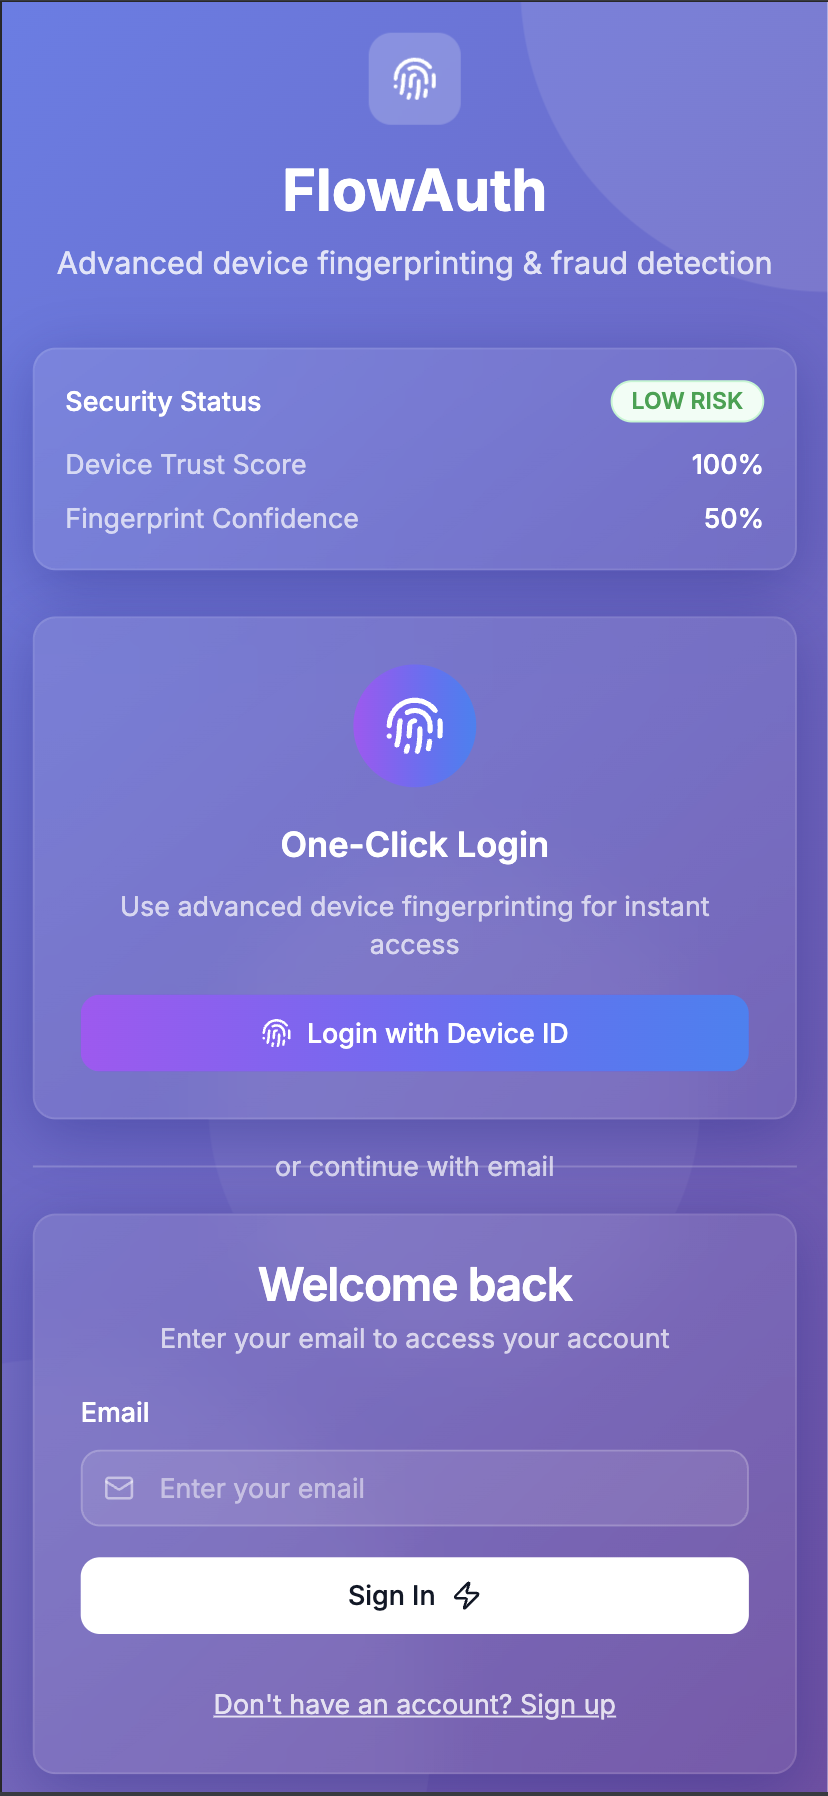 FlowAuth
Advanced device fingerprinting & fraud detection
Security Status
LOW RISK
Device Trust Score
100%
Fingerprint Confidence
50%
One-Click Login
Use advanced device fingerprinting for instant
access
Login with Device ID
or continue with email
Welcome back
Enter your email to access your account
Email
Enter your email
Sign In
Don't have an account? Sign up